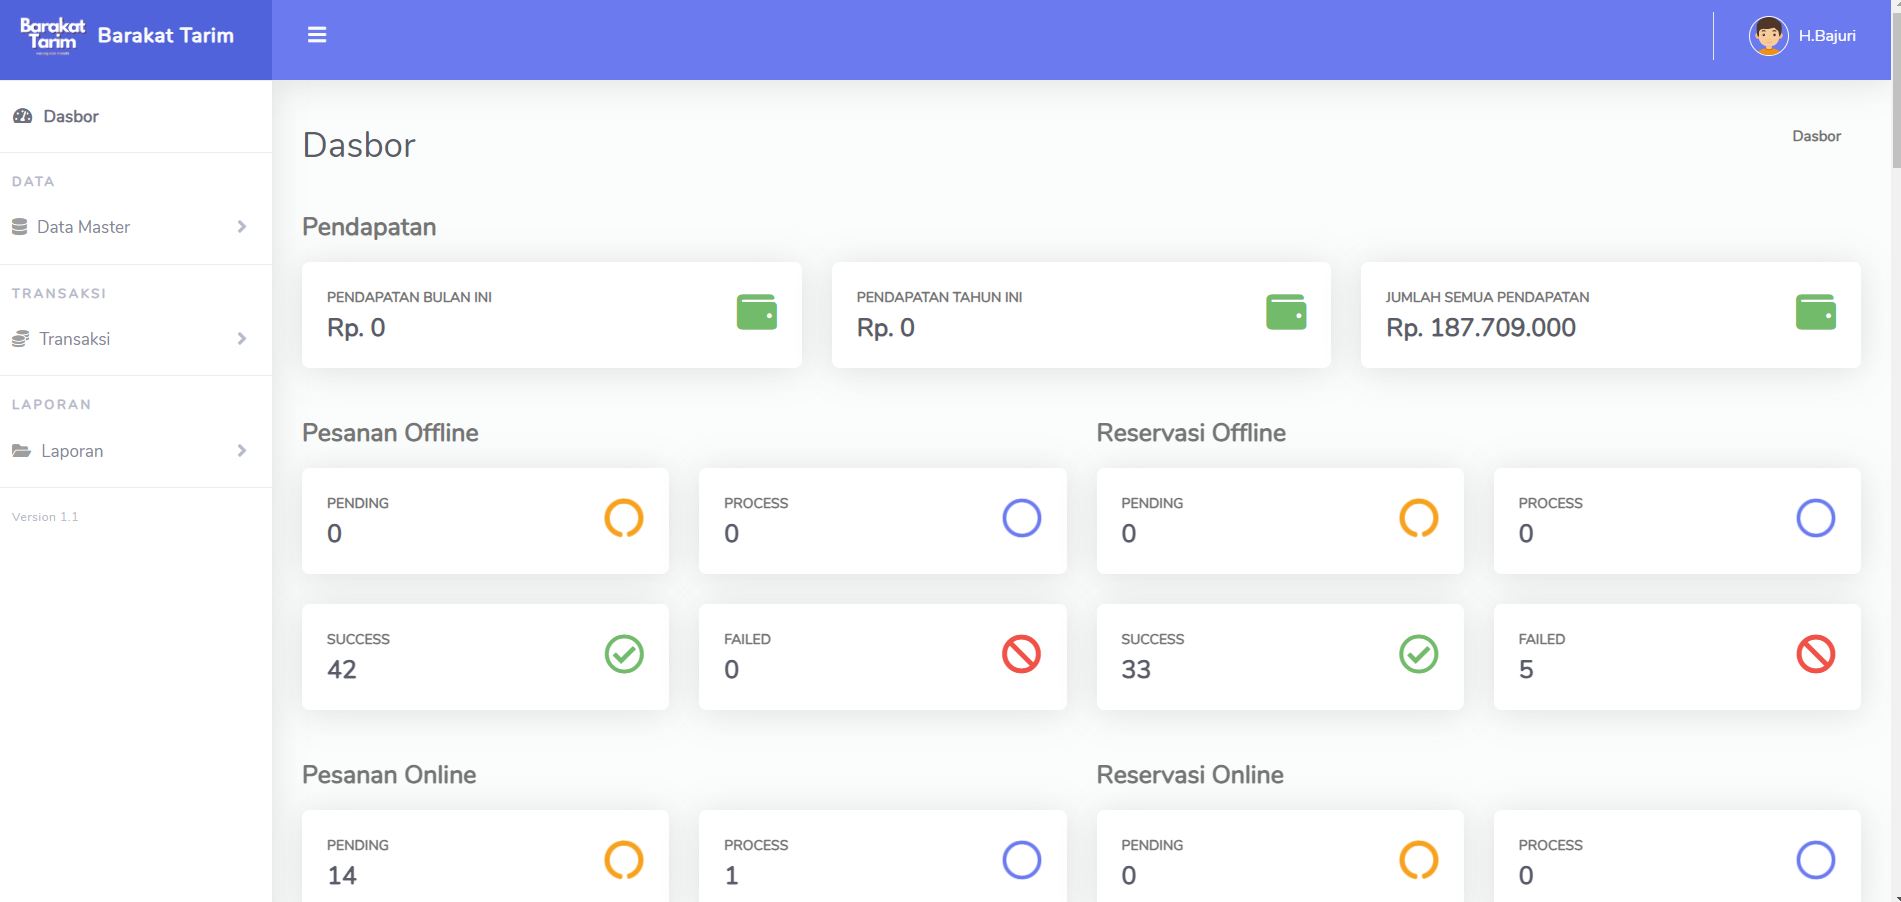 Barakat
Tarim
Barakat Tarim
H.Bajuri
Dasbor
DATA
Data Master
TRANSAKSI
Transaksi
LAPORAN
Laporan
Version 1.1
Dasbor
Dasbor
Pendapatan
PENDAPATAN BULAN INI
Rp. 0
PENDAPATAN TAHUN INI
Rp. 0
JUMLAH SEMUA PENDAPATAN
Rp. 187.709.000
Pesanan Offline
PENDING
0
PROCESS
0
SUCCESS
42
FAILED
0
Reservasi Offline
PENDING
0
PROCESS
0
SUCCESS
33
FAILED
5
Pesanan Online
PENDING
14
PROCESS
1
Reservasi Online
PENDING
0
PROCESS
0